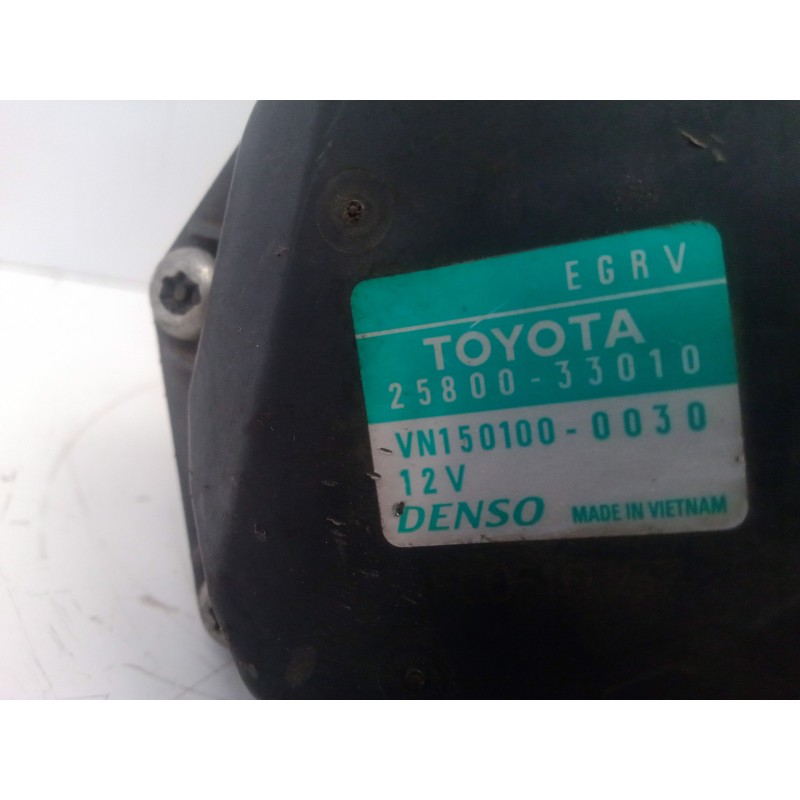 EGRV
TOYOTA
25800-33010
VN150100-0030
12V
DENSO MADE IN VIETNAM